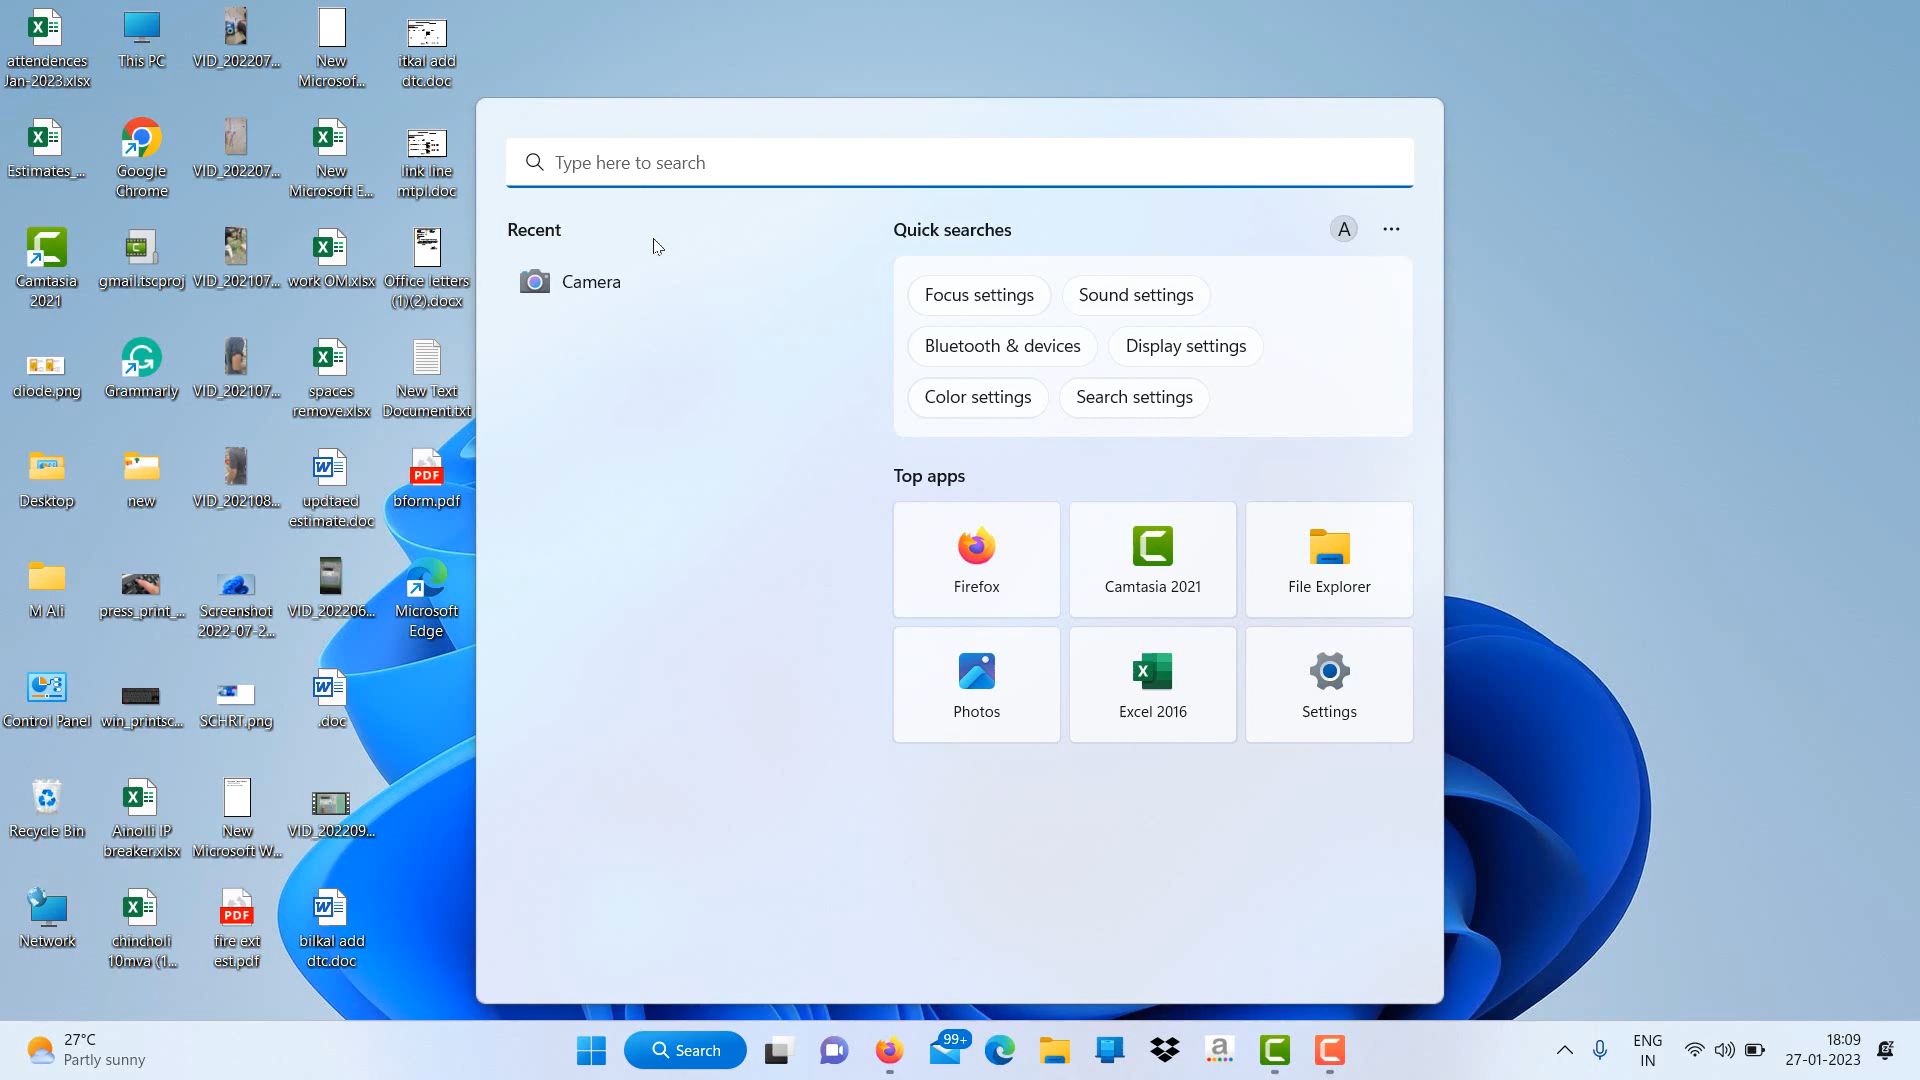 attendences
Jan-2023.xlsx
This PC
VID_202207...
New
Microsof...
itkal add
dtc.doc
Estimates_...
Google
Chrome
VID_202207...
New
Microsoft E...
link line
mtpl.doc
Camtasia
2021
gmail.tscproj
VID_202107...
work OM.xlsx
Office letters
(1)(2).docx
diode.png
Grammarly
VID_202107...
spaces
remove.xlsx
New Text
Document.txt
Desktop
new
VID_202108...
updtaed
estimate.doc
PDF
bform.pdf
M Ali
press_print_...
Screenshot
2022-07-2...
VID_202206...
Microsoft
Edge
Control Panel
win_printsc...
SCHRT.png
.doc
Recycle Bin
Ainolli IP
breaker.xlsx
New
Microsoft W...
VID_202209...
Network
chincholi
10mva (1...
PDF
fire ext
est.pdf
bilkal add
dtc.doc
Type here to search
Recent
Camera
Quick searches
A
Focus settings
Sound settings
Bluetooth & devices
Display settings
Color settings
Search settings
Top apps
Firefox
Camtasia 2021
File Explorer
Photos
Excel 2016
Settings
27°C
Partly sunny
Search
99+
a
ENG
IN
18:09
27-01-2023